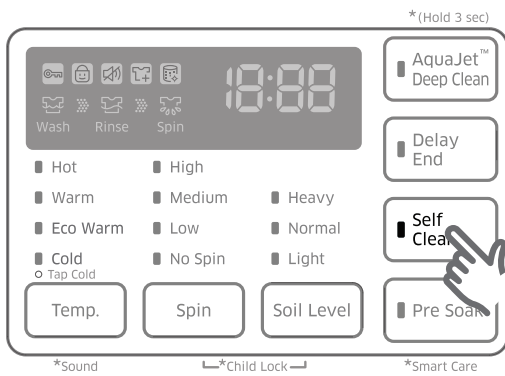 *(Hold 3 sec)
AquaJet™
Deep Clean
18:88
Wash Rinse Spin
Delay
End
Hot High
Warm Medium Heavy
Eco Warm Low Normal
Cold No Spin Light
Tap Cold
Self
Clean
Temp. Spin Soil Level Pre Soak
*Sound *Child Lock *Smart Care